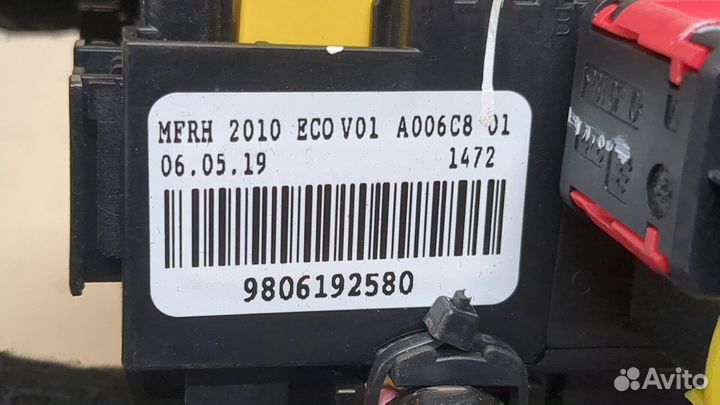 MFRH 2010 ECO V01 A006C8 01
06.05.19 1472
9806192580
Avito